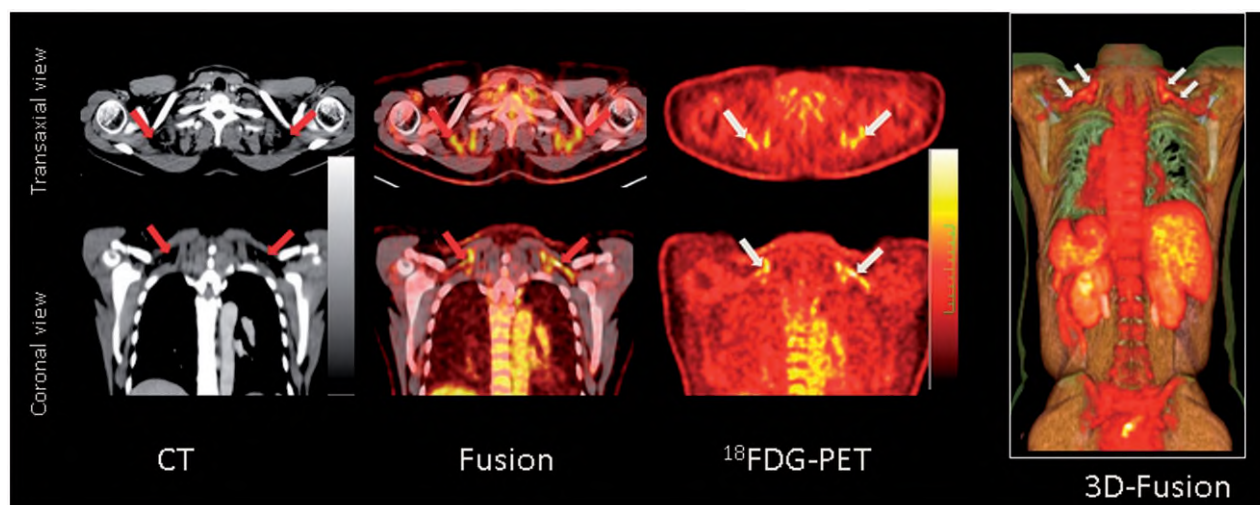 Transaxial view
Coronal view
CT
Fusion
¹⁸FDG-PET
3D-Fusion